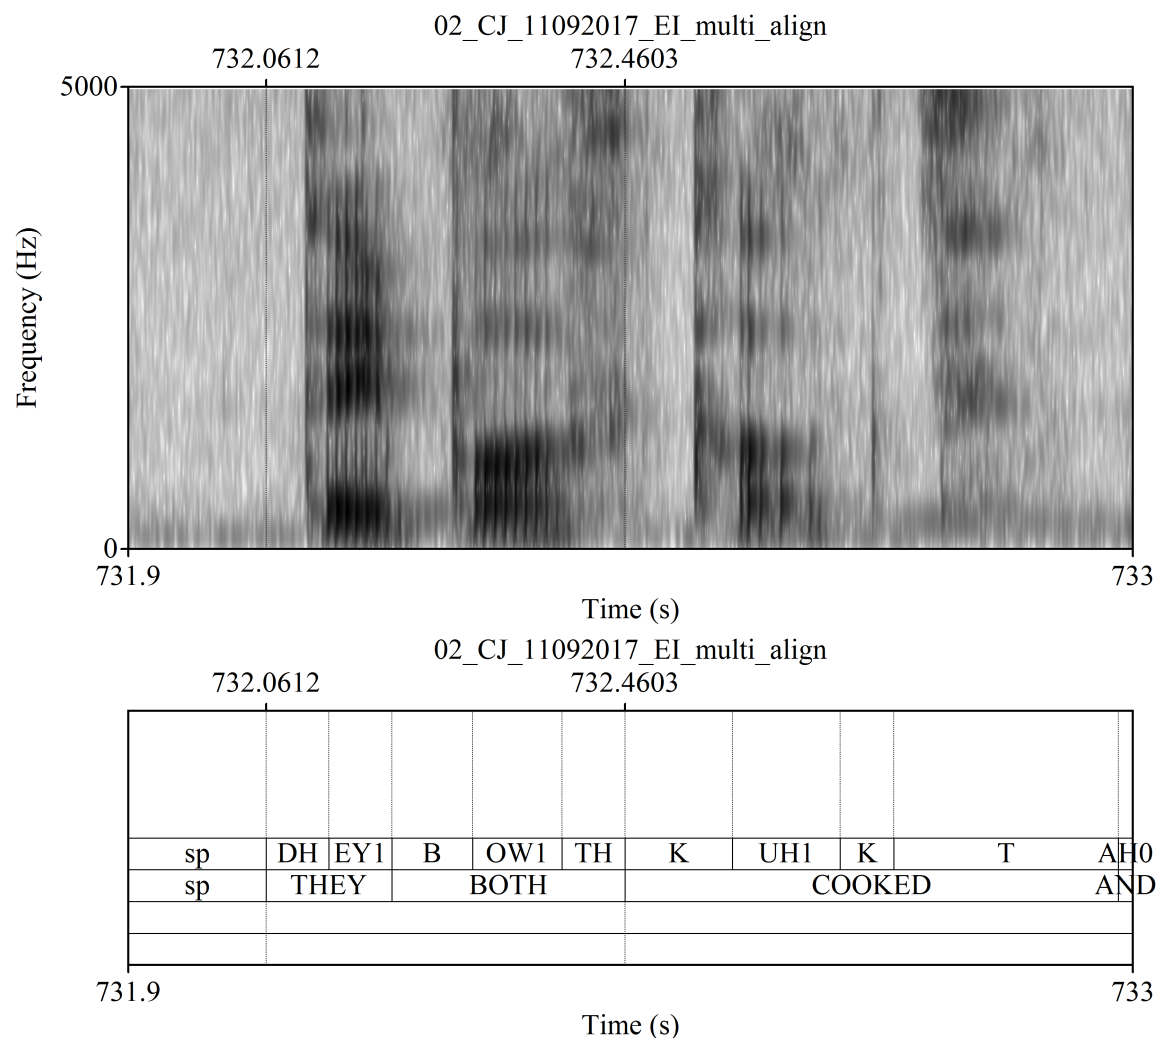 02_CJ_11092017_EI_multi_align
732.0612 732.4603
5000
Frequency (Hz)
0
731.9 733
Time (s)
02_CJ_11092017_EI_multi_align
732.0612 732.4603
sp DH EY1 B OW1 TH K UH1 K T AH0
sp THEY BOTH COOKED AND
731.9 733
Time (s)